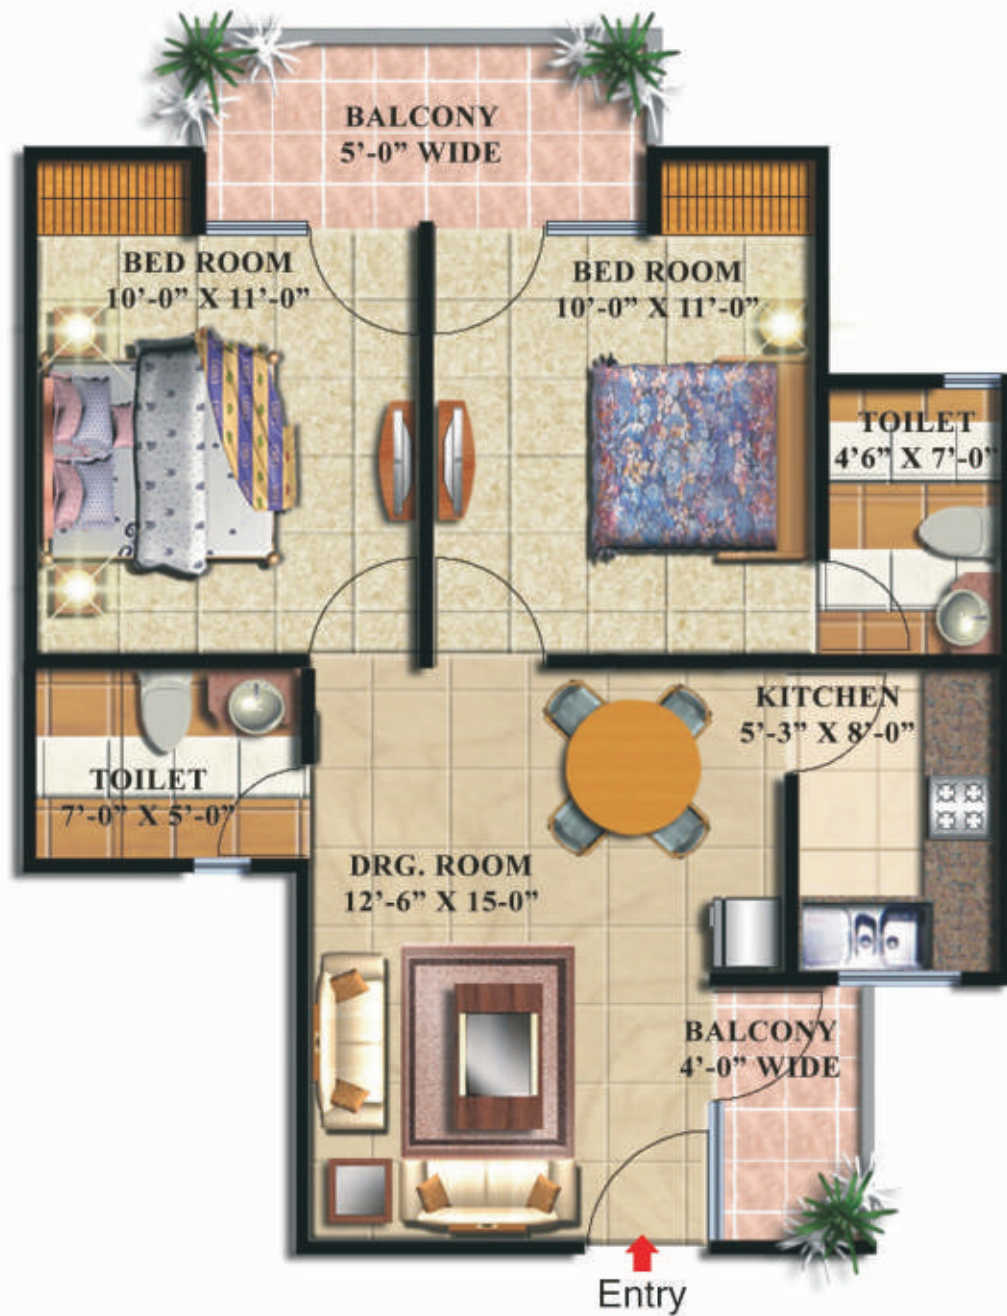 BALCONY
5'-0" WIDE
BED ROOM
10'-0" X 11'-0"
BED ROOM
10'-0" X 11'-0"
TOILET
4'6" X 7'-0"
KITCHEN
5'-3" X 8'-0"
TOILET
7'-0" X 5'-0"
DRG. ROOM
12'-6" X 15-0"
BALCONY
4'-0" WIDE
Entry